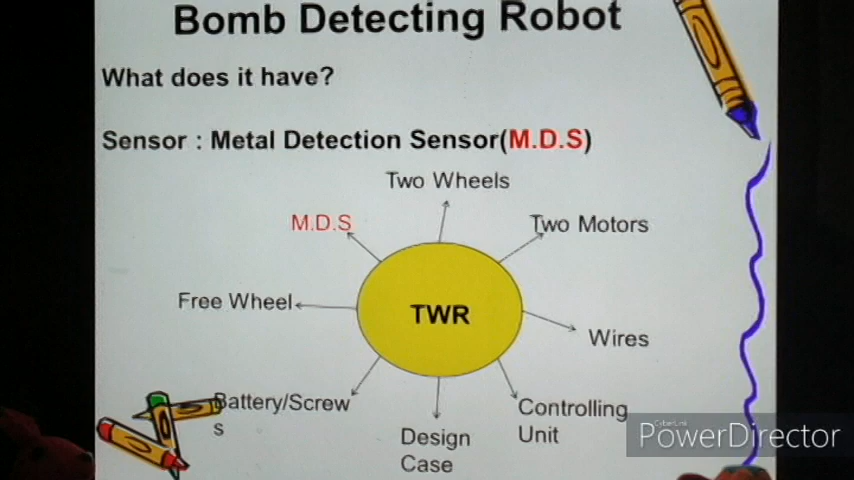 Bomb Detecting Robot
What does it have?
Sensor : Metal Detection Sensor(M.D.S)
Two Wheels
M.D.S
Two Motors
Free Wheel
TWR
Wires
Battery/Screw
s
Controlling
Unit
Design
Case
CyberLink
PowerDirector